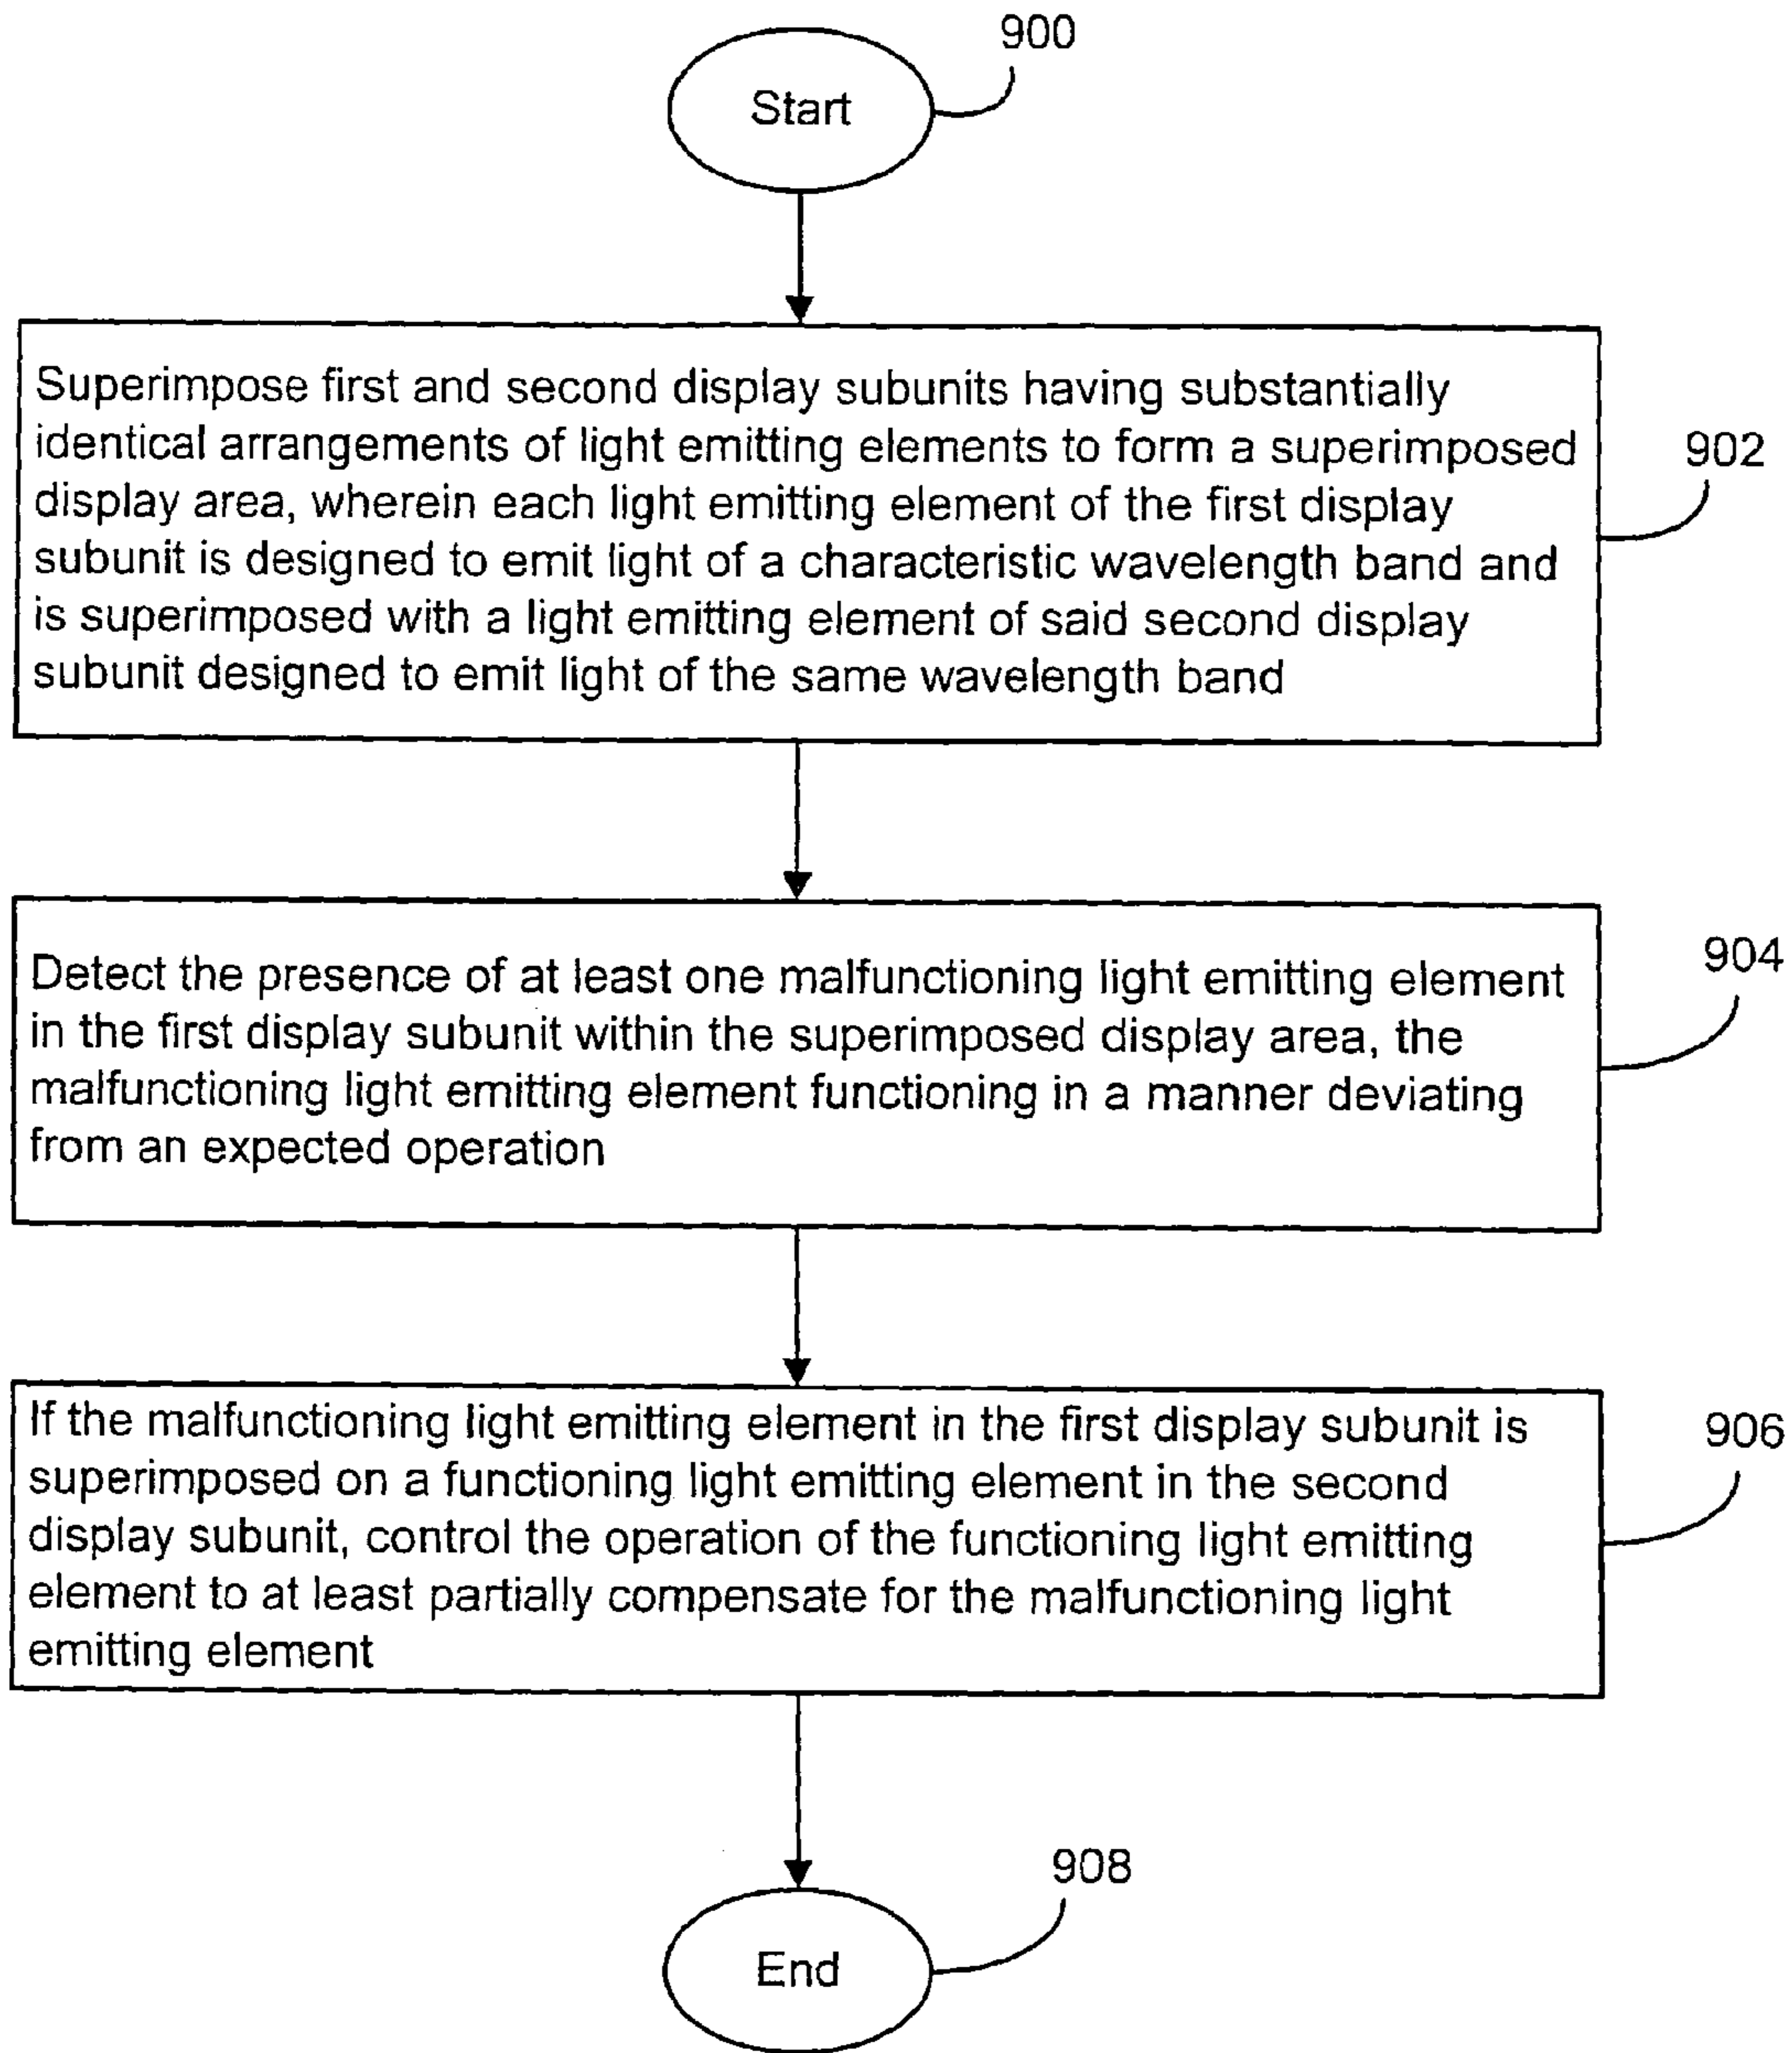 900
Start
Superimpose first and second display subunits having substantially
identical arrangements of light emitting elements to form a superimposed
display area, wherein each light emitting element of the first display
subunit is designed to emit light of a characteristic wavelength band and
is superimposed with a light emitting element of said second display
subunit designed to emit light of the same wavelength band
902
Detect the presence of at least one malfunctioning light emitting element
in the first display subunit within the superimposed display area, the
malfunctioning light emitting element functioning in a manner deviating
from an expected operation
904
If the malfunctioning light emitting element in the first display subunit is
superimposed on a functioning light emitting element in the second
display subunit, control the operation of the functioning light emitting
element to at least partially compensate for the malfunctioning light
emitting element
906
908
End